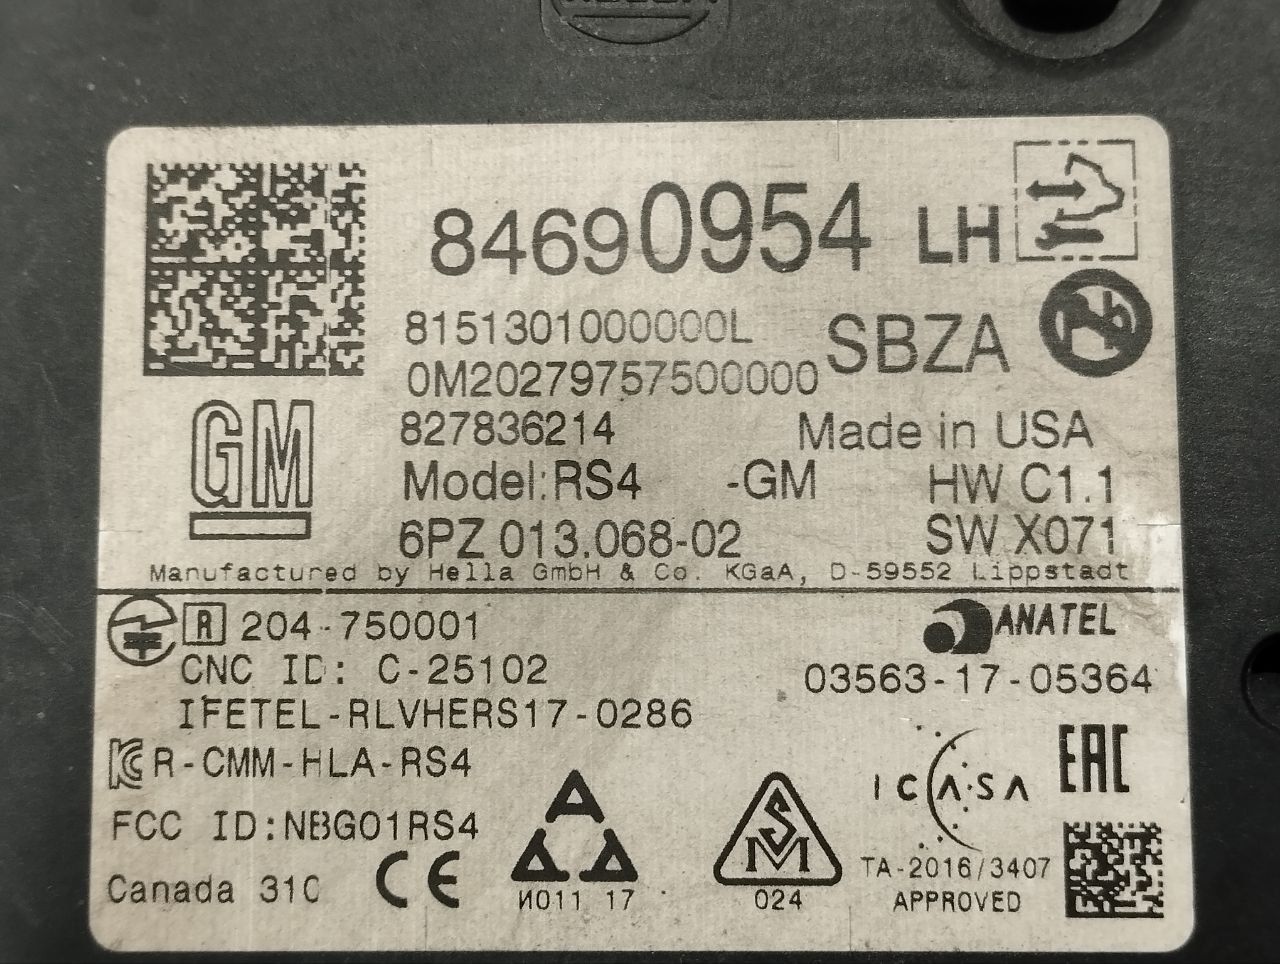 84690954 LH
8151301000000L
SBZA
0M20279757500000
827836214
Made in USA
GM
Model:RS4 -GM
HW C1.1
6PZ 013.068-02
SW X071
Manufactured by Hella GmbH & Co. KGaA, D-59552 Lippstadt
R 204-750001
ANATEL
CNC ID: C-25102
03563-17-05364
IFETEL-RLVHERS17-0286
R-CMM-HLA-RS4
ICASA
EAC
FCC ID:NBG01RS4
TA-2016/3407
APPROVED
Canada 310
CE
И011 17
024